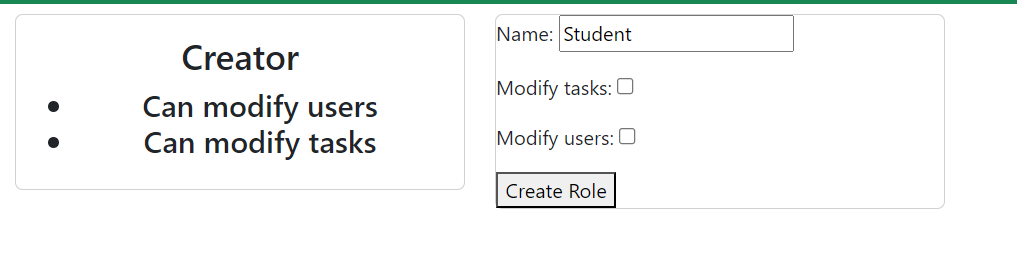 Creator
Can modify users
Can modify tasks
Name: Student
Modify tasks:
Modify users:
Create Role